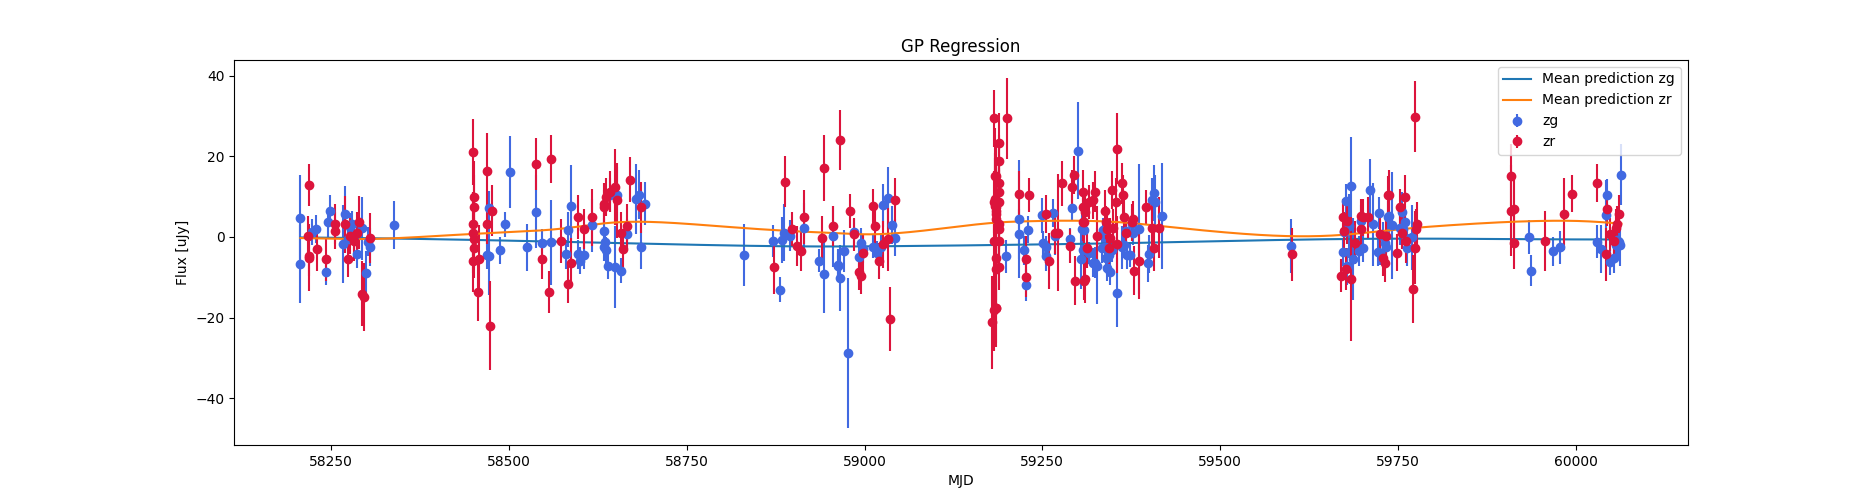 GP Regression
40
20
0
−20
−40
Flux [uJy]
58250
58500
58750
59000
59250
59500
59750
60000
MJD
Mean prediction zg
Mean prediction zr
zg
zr